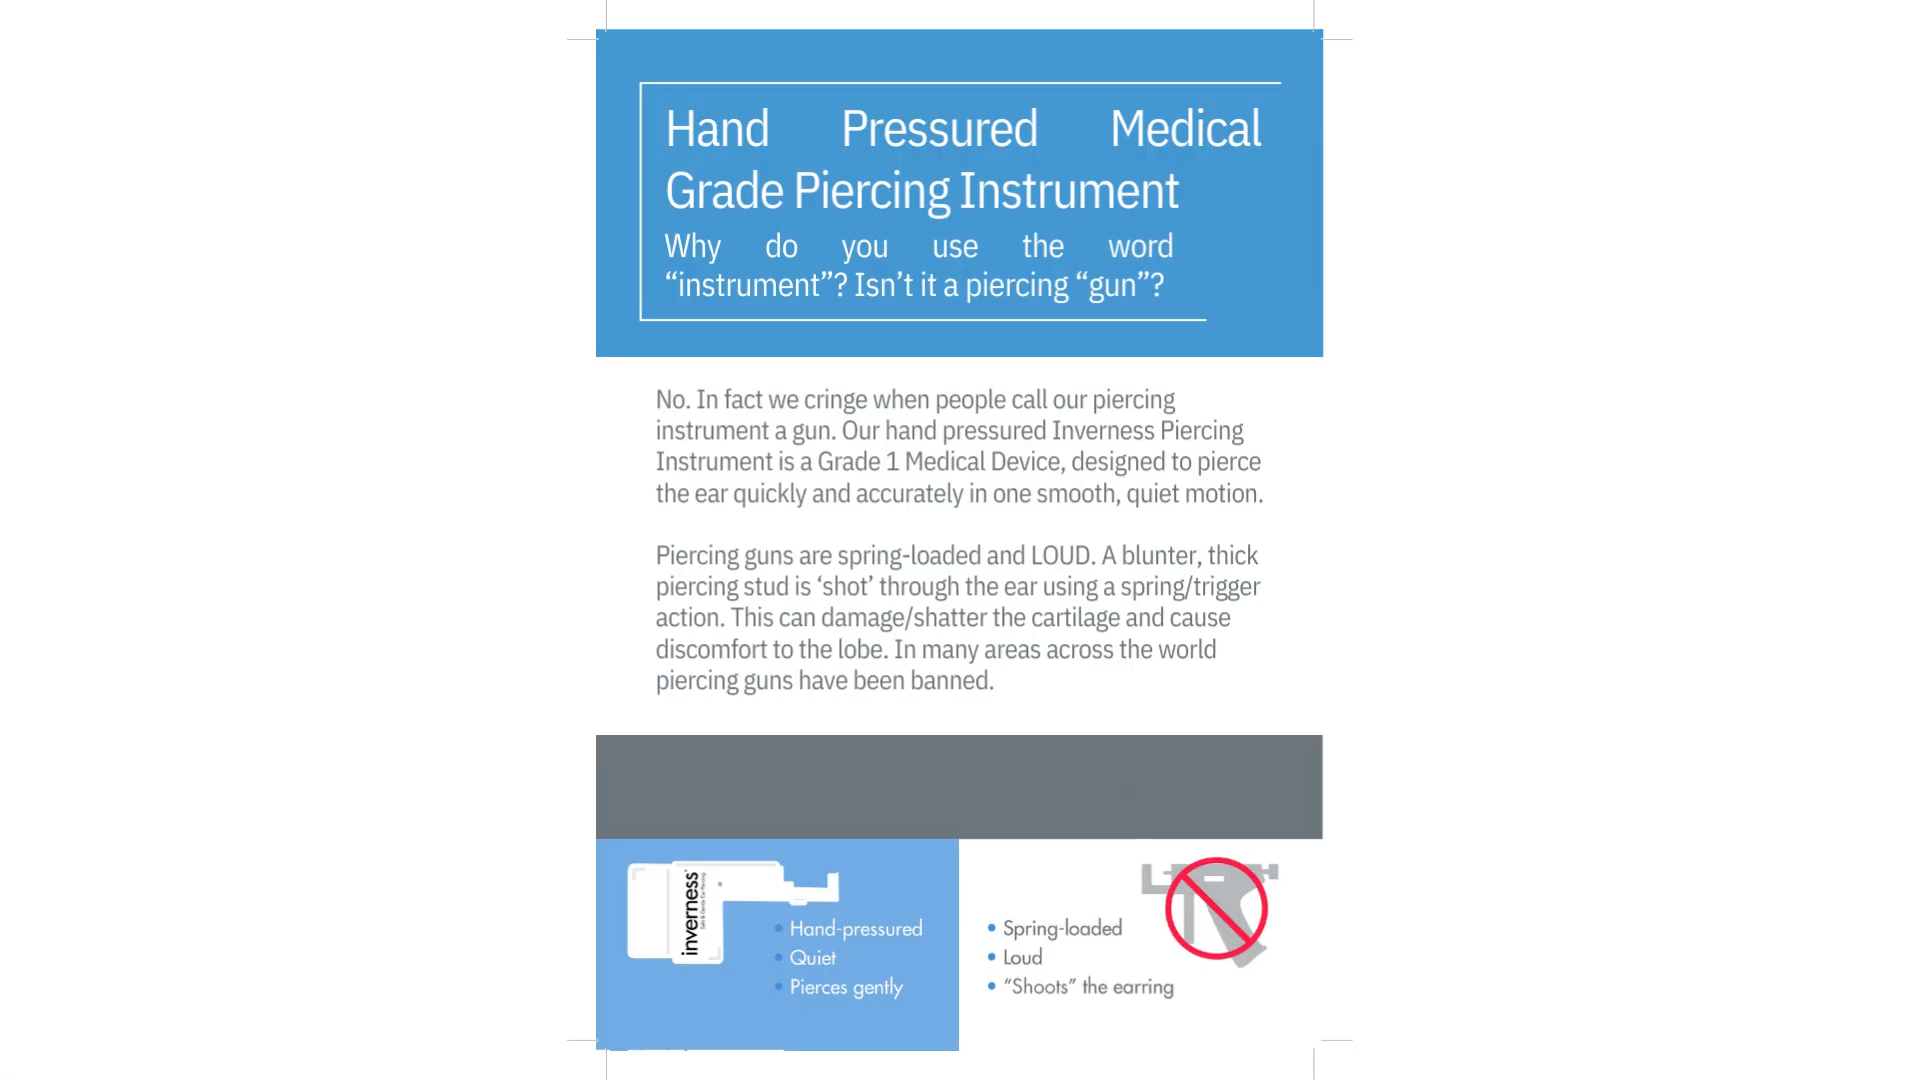 Hand Pressured Medical
Grade Piercing Instrument
Why do you use the word
“instrument”? Isn’t it a piercing “gun”?
No. In fact we cringe when people call our piercing
instrument a gun. Our hand pressured Inverness Piercing
Instrument is a Grade 1 Medical Device, designed to pierce
the ear quickly and accurately in one smooth, quiet motion.
Piercing guns are spring-loaded and LOUD. A blunter, thick
piercing stud is ‘shot’ through the ear using a spring/trigger
action. This can damage/shatter the cartilage and cause
discomfort to the lobe. In many areas across the world
piercing guns have been banned.
inverness®
Safe & Gentle Ear Piercing
• Hand-pressured
• Quiet
• Pierces gently
• Spring-loaded
• Loud
• “Shoots” the earring